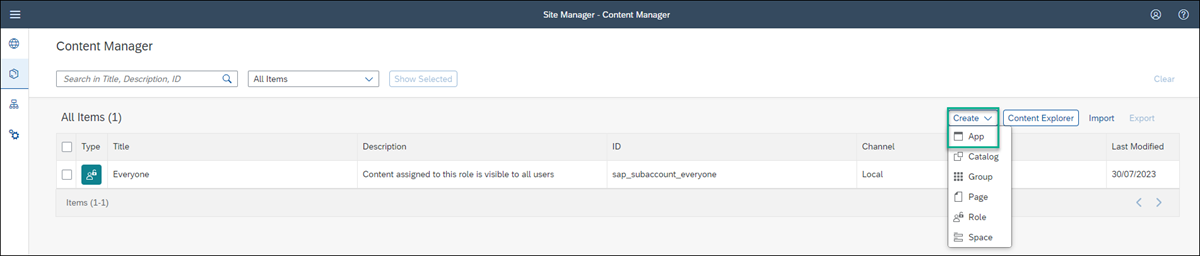 Site Manager - Content Manager
Content Manager
Search in Title, Description, ID
All Items
Show Selected
Clear
All Items (1)
Create
Content Explorer
Import
Export
App
Catalog
Group
Page
Role
Space
Type
Title
Description
ID
Channel
Last Modified
Everyone
Content assigned to this role is visible to all users
sap_subaccount_everyone
Local
30/07/2023
Items (1-1)